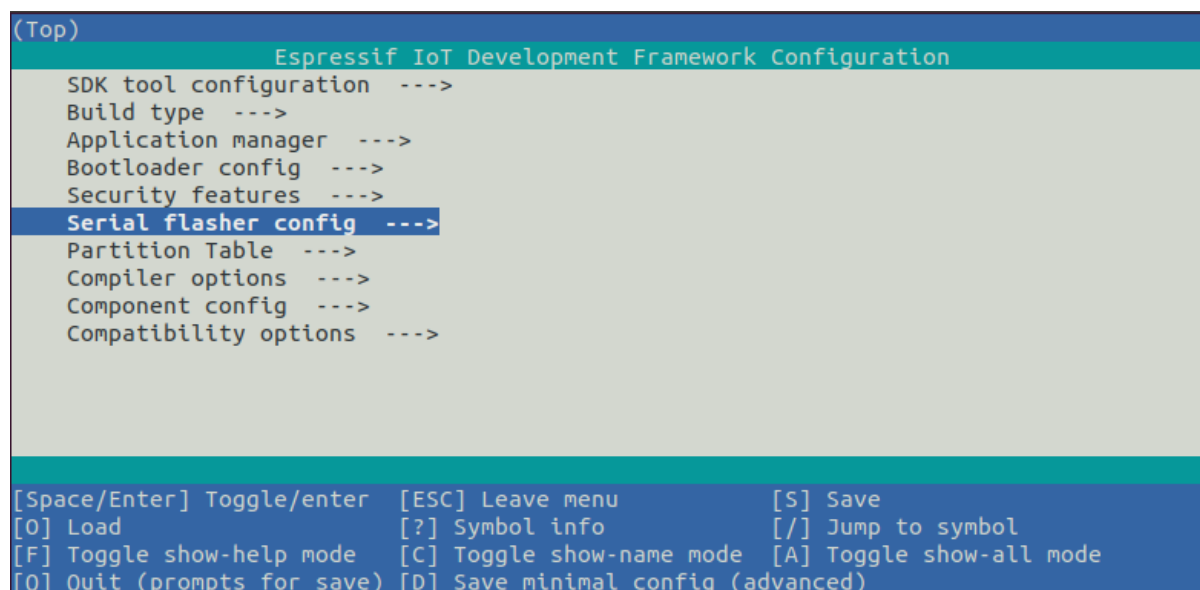 (Top)
Espressif IoT Development Framework Configuration
SDK tool configuration  --->
Build type  --->
Application manager  --->
Bootloader config  --->
Security features  --->
Serial flasher config  --->
Partition Table  --->
Compiler options  --->
Component config  --->
Compatibility options  --->
[Space/Enter] Toggle/enter  [ESC] Leave menu  [S] Save
[O] Load  [?] Symbol info  [/] Jump to symbol
[F] Toggle show-help mode  [C] Toggle show-name mode  [A] Toggle show-all mode
[Q] Quit (prompts for save)  [D] Save minimal config (advanced)